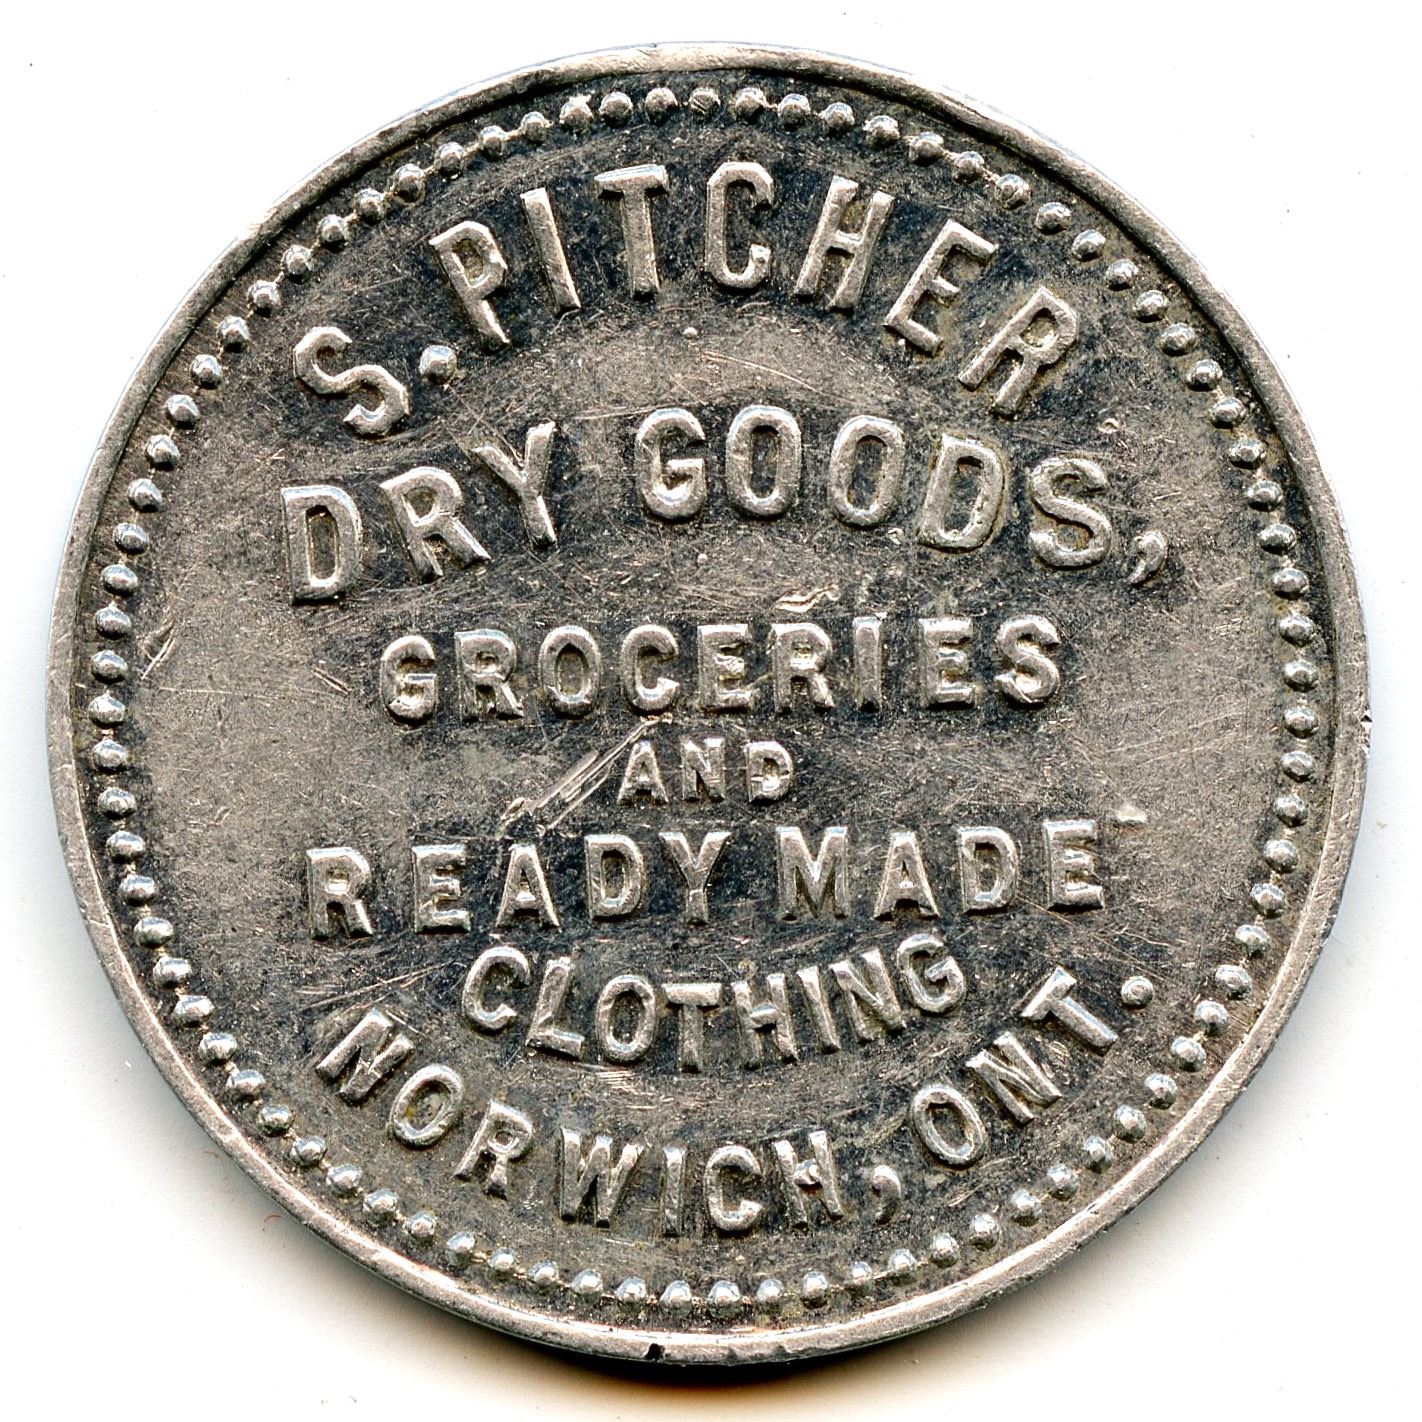 S. PITCHER
DRY GOODS,
GROCERIES
AND
READY MADE
CLOTHING
NORWICH, ONT.